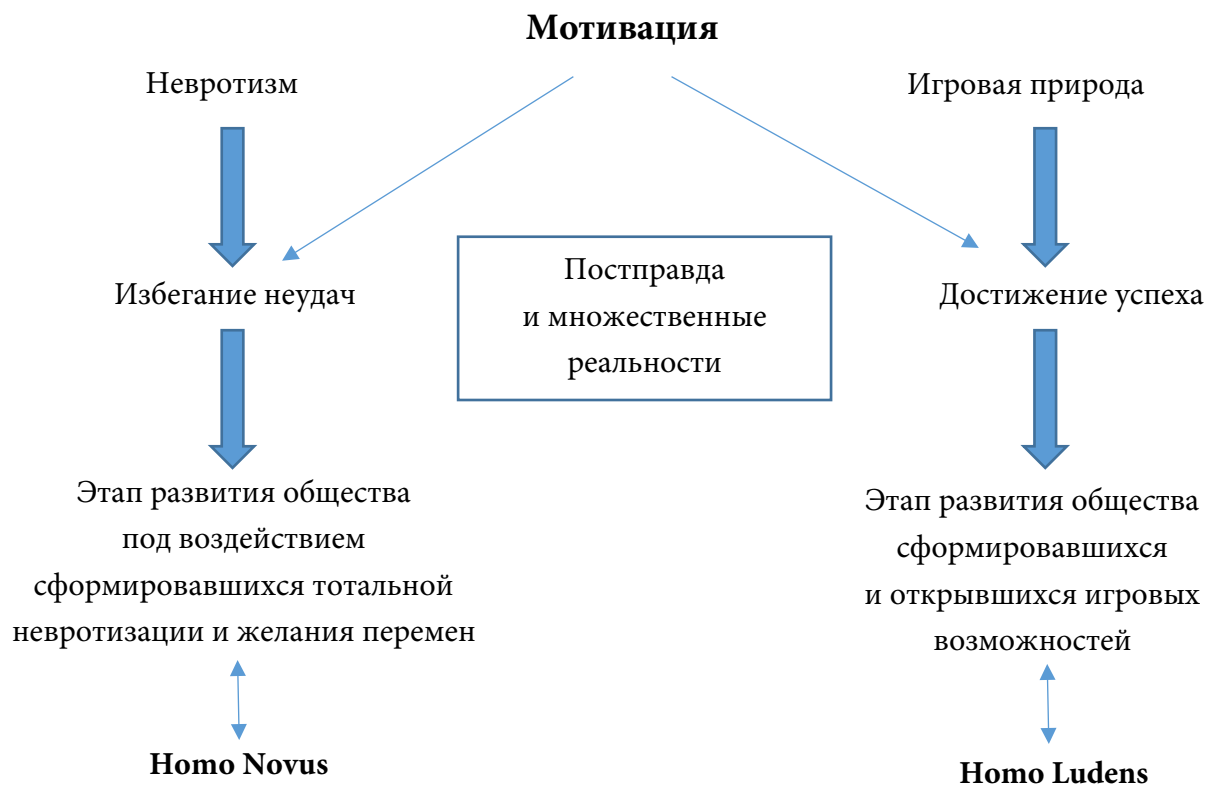 Мотивация
Невротизм
Игровая природа
Избегание неудач
Постправда
и множественные
реальности
Достижение успеха
Этап развития общества
под воздействием
сформировавшихся тотальной
невротизации и желания перемен
Этап развития общества
сформировавшихся
и открывшихся игровых
возможностей
Homo Novus
Homo Ludens